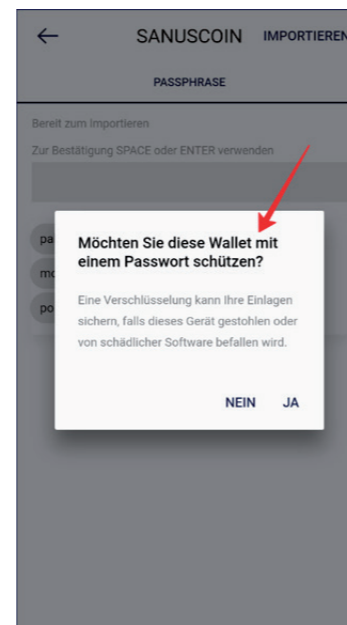 SANUSCOIN IMPORTIEREN
PASSPHRASE
Bereit zum Importieren
Zur Bestätigung SPACE oder ENTER verwenden
Möchten Sie diese Wallet mit
einem Passwort schützen?
Eine Verschlüsselung kann Ihre Einlagen
sichern, falls dieses Gerät gestohlen oder
von schädlicher Software befallen wird.
NEIN JA